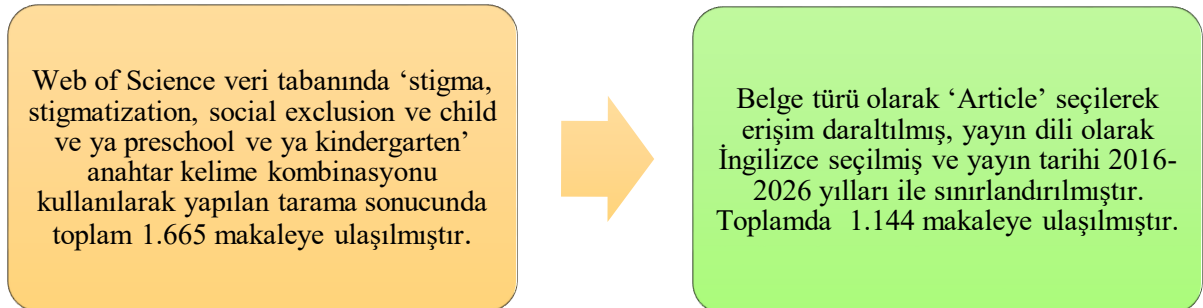 Web of Science veri tabanında ‘stigma,
stigmatization, social exclusion ve child
ve ya preschool ve ya kindergarten’
anahtar kelime kombinasyonu
kullanılarak yapılan tarama sonucunda
toplam 1.665 makaleye ulaşılmıştır.
Belge türü olarak ‘Article’ seçilerek
erişim daraltılmış, yayın dili olarak
İngilizce seçilmiş ve yayın tarihi 2016-
2026 yılları ile sınırlandırılmıştır.
Toplamda 1.144 makaleye ulaşılmıştır.